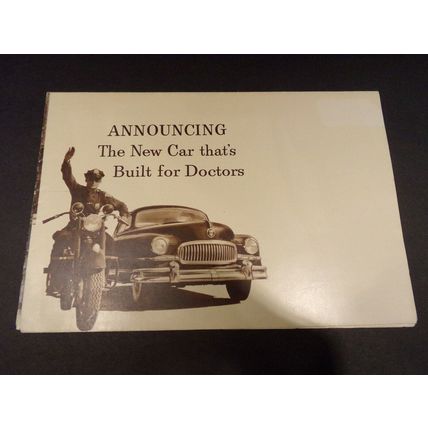 ANNOUNCING
The New Car that's
Built for Doctors